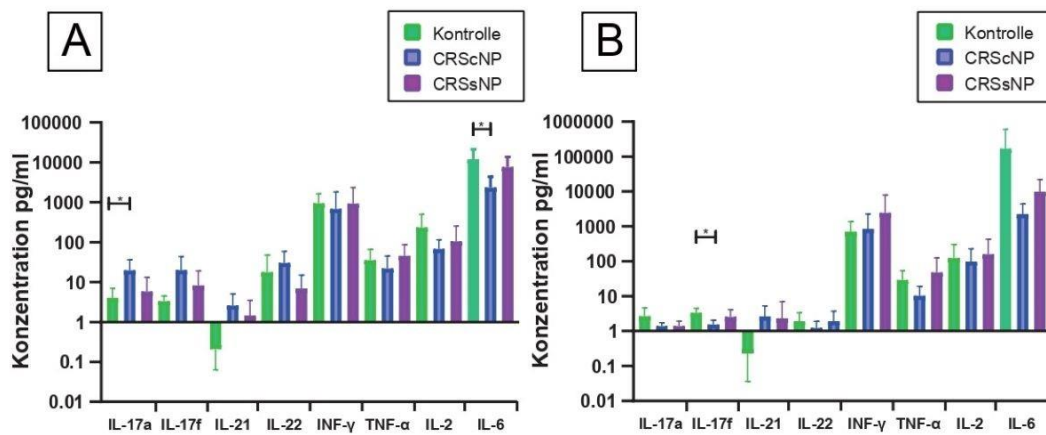 A
Kontrolle
CRScNP
CRSsNP
Konzentration pg/ml
100000
10000
1000
100
10
1
0.1
0.01
*
*
IL-17a IL-17f IL-21 IL-22 INF-γ TNF-α IL-2 IL-6
B
Kontrolle
CRScNP
CRSsNP
Konzentration pg/ml
1000000
100000
10000
1000
100
10
1
0.1
0.01
*
IL-17a IL-17f IL-21 IL-22 INF-γ TNF-α IL-2 IL-6